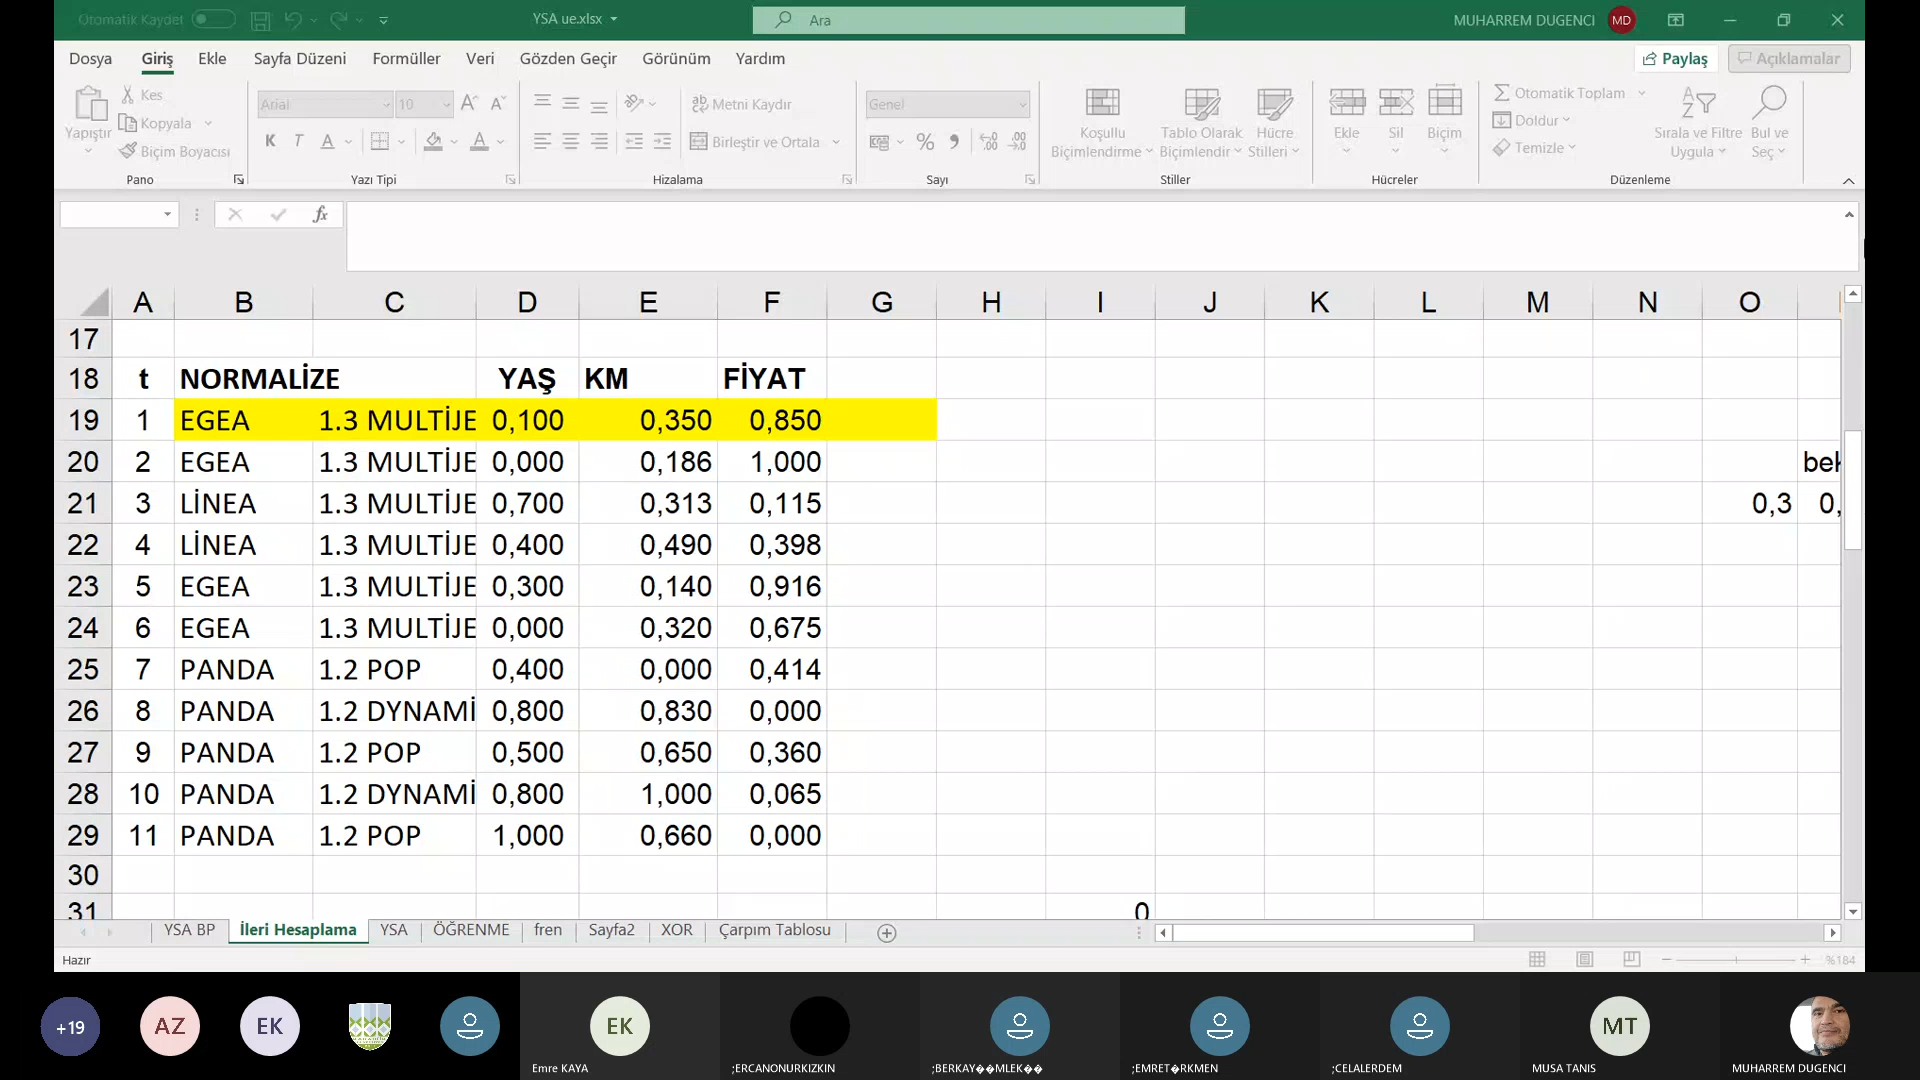 Otomatik Kaydet
YSA ue.xlsx
Ara
MUHARREM DUGENCI
MD
Dosya Giriş Ekle Sayfa Düzeni Formüller Veri Gözden Geçir Görünüm Yardım
Paylaş
Açıklamalar
Yapıştır
Kes
Kopyala
Biçim Boyacısı
Pano
Arial
10
K T A
Yazı Tipi
Metni Kaydır
Birleştir ve Ortala
Hizalama
Genel
Sayı
Koşullu Biçimlendirme
Tablo Olarak Biçimlendir
Hücre Stilleri
Stiller
Ekle
Sil
Biçim
Hücreler
Otomatik Toplam
Doldur
Temizle
Sırala ve Filtre Uygula
Bul ve Seç
Düzenleme
fx
A B C D E F G H I J K L M N O
17
18 t NORMALİZE YAŞ KM FİYAT
19 1 EGEA 1.3 MULTİJE 0,100 0,350 0,850
20 2 EGEA 1.3 MULTİJE 0,000 0,186 1,000 bek
21 3 LİNEA 1.3 MULTİJE 0,700 0,313 0,115 0,3 0,
22 4 LİNEA 1.3 MULTİJE 0,400 0,490 0,398
23 5 EGEA 1.3 MULTİJE 0,300 0,140 0,916
24 6 EGEA 1.3 MULTİJE 0,000 0,320 0,675
25 7 PANDA 1.2 POP 0,400 0,000 0,414
26 8 PANDA 1.2 DYNAMİ 0,800 0,830 0,000
27 9 PANDA 1.2 POP 0,500 0,650 0,360
28 10 PANDA 1.2 DYNAMİ 0,800 1,000 0,065
29 11 PANDA 1.2 POP 1,000 0,660 0,000
30
31 0
YSA BP İleri Hesaplama YSA ÖĞRENME fren Sayfa2 XOR Çarpım Tablosu
Hazır
%184
+19 AZ EK EK MT
Emre KAYA ;ERCANONURKIZKIN ;BERKAY��MLEK�� ;EMRET�RKMEN ;CELALERDEM MUSA TANIS MUHARREM DUGENCI